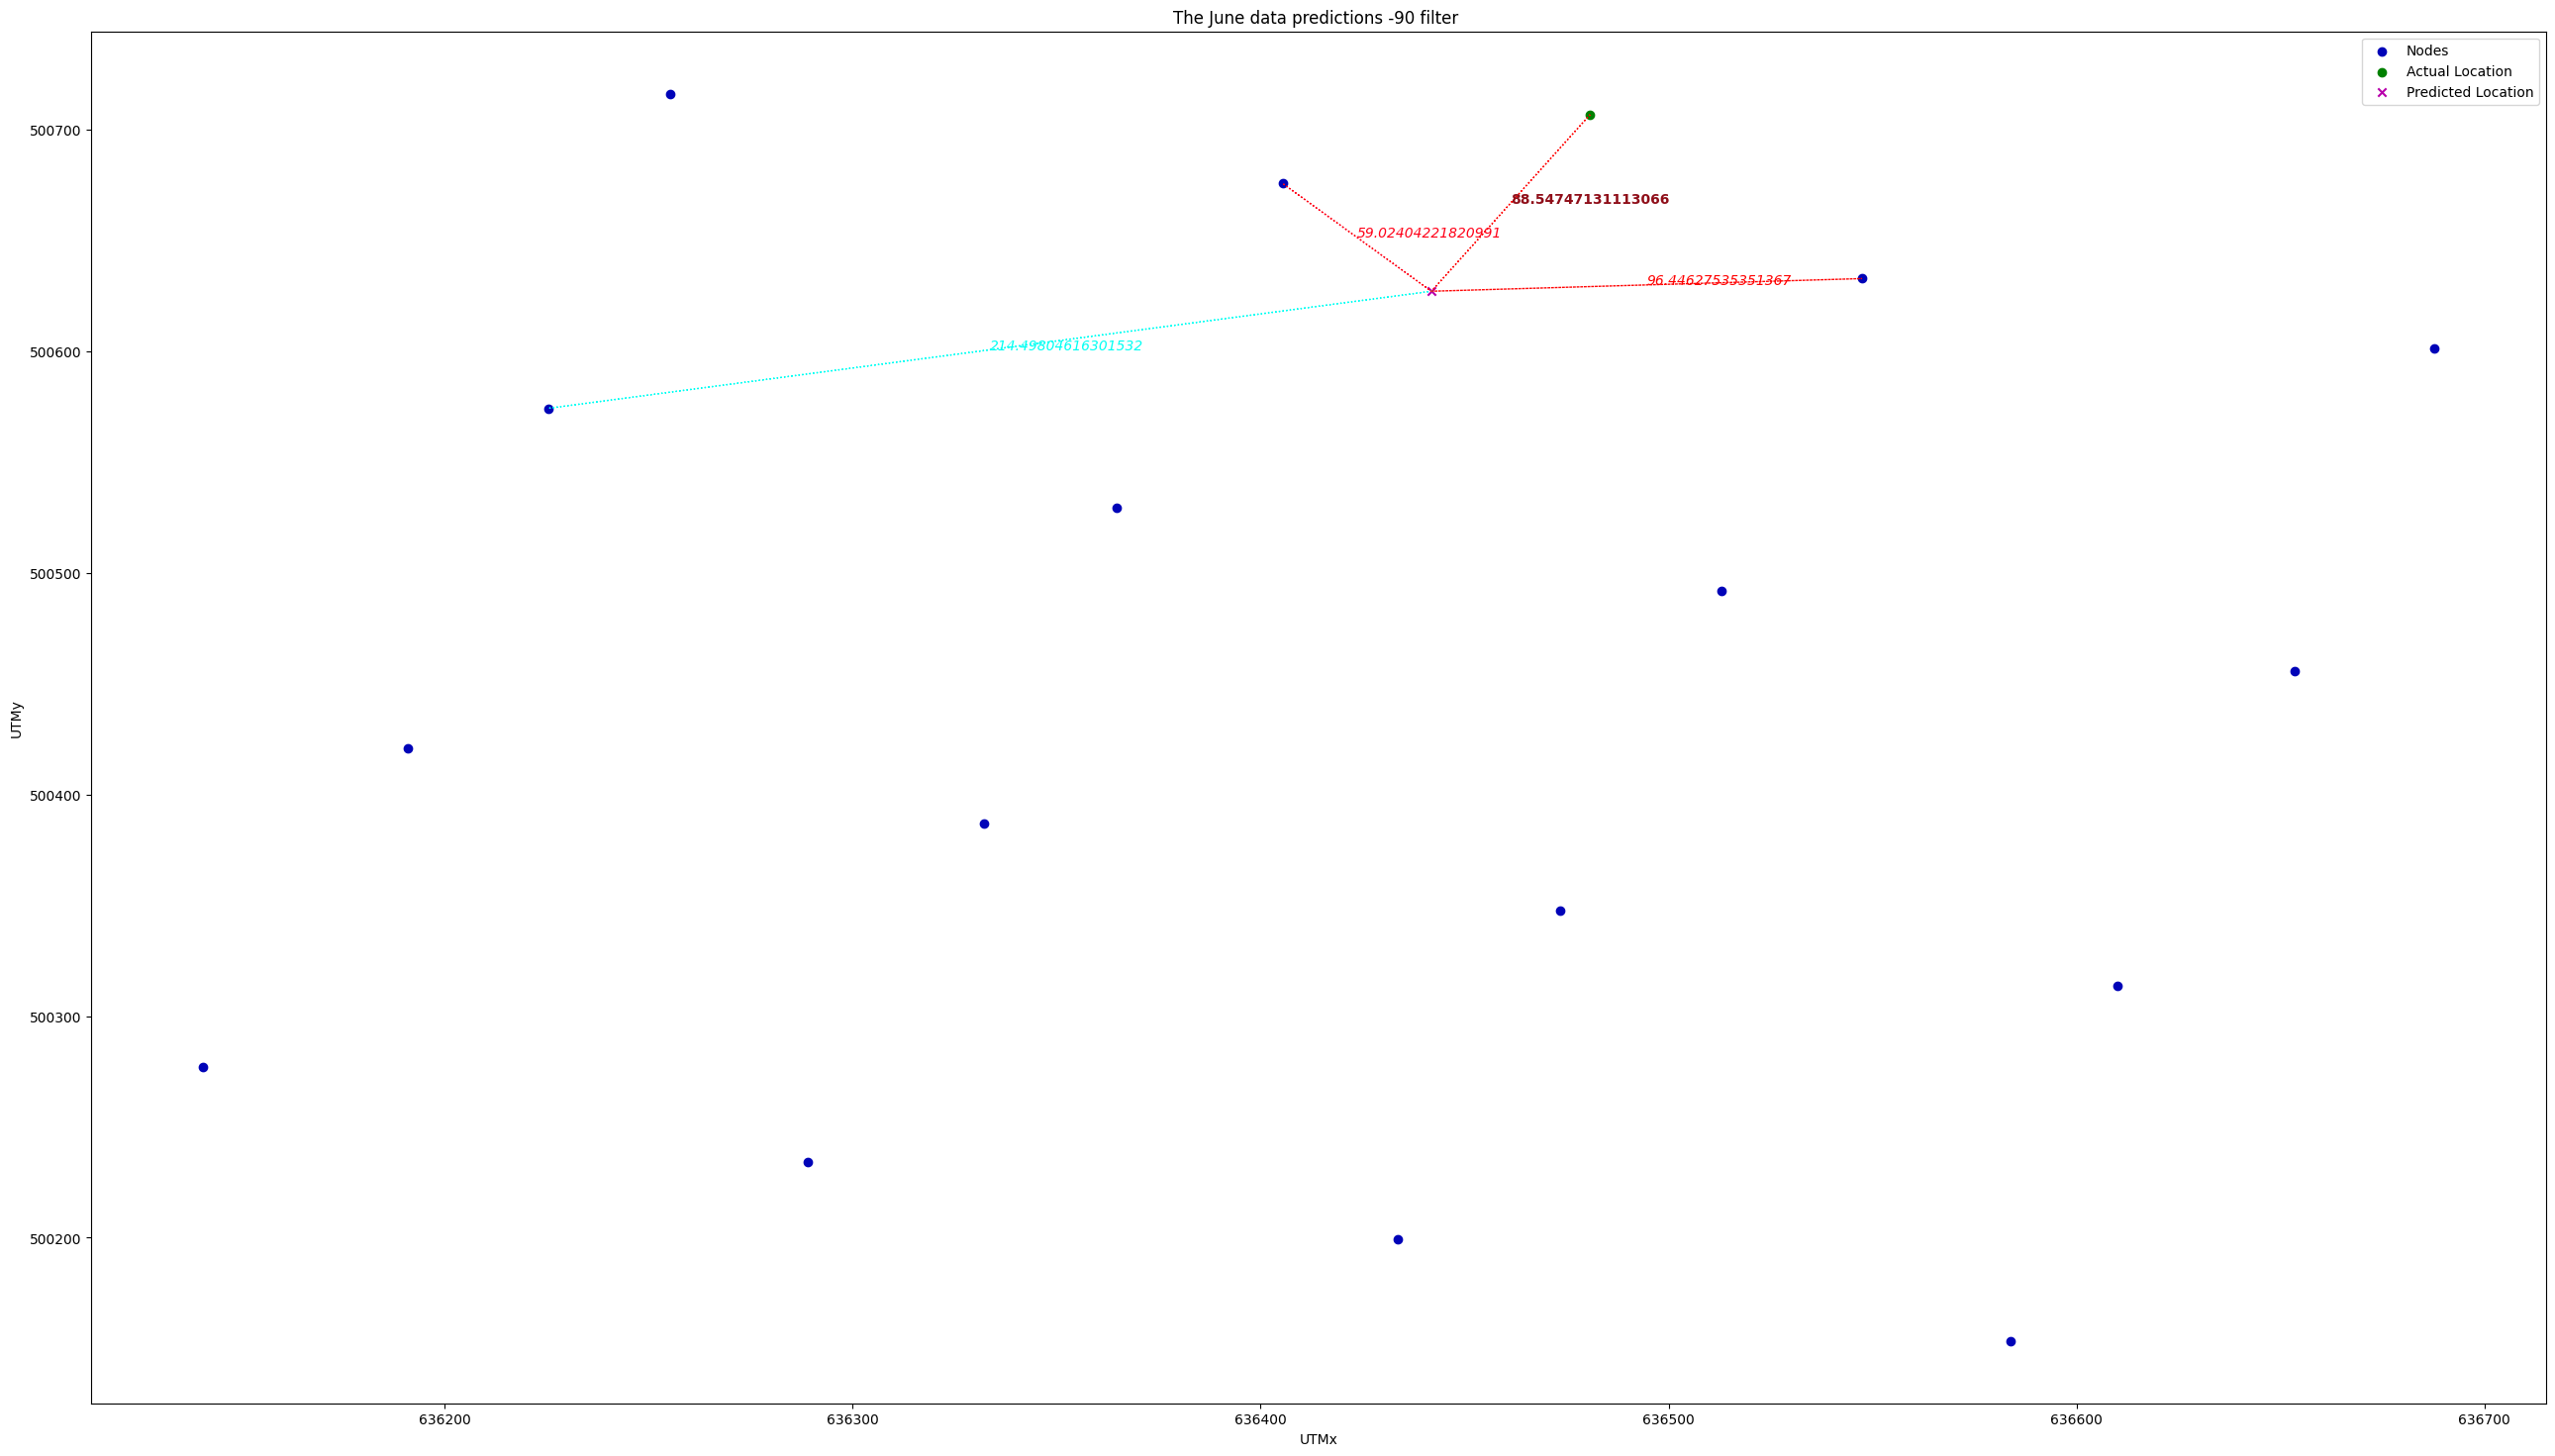 The June data predictions -90 filter
Nodes
Actual Location
Predicted Location
500700
500600
500500
500400
500300
500200
UTMy
88.54747131113066
59.02404221820991
96.44627535351367
214.49804616301532
636200
636300
636400
636500
636600
636700
UTMx